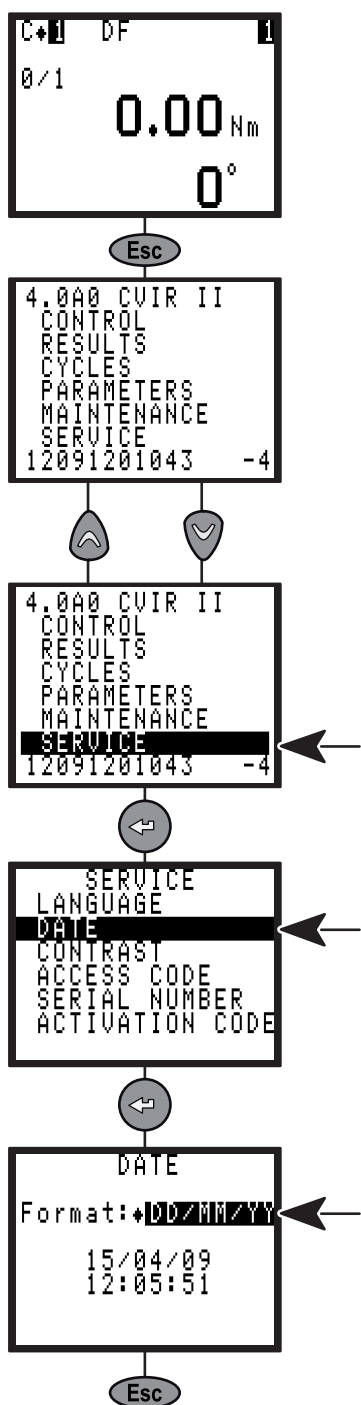 C♦1 DF 1
0/1
0.00 Nm
0°
Esc
4.0A0 CVIR II
CONTROL
RESULTS
CYCLES
PARAMETERS
MAINTENANCE
SERVICE
12091201043 -4
4.0A0 CVIR II
CONTROL
RESULTS
CYCLES
PARAMETERS
MAINTENANCE
SERVICE
12091201043 -4
SERVICE
LANGUAGE
DATE
CONTRAST
ACCESS CODE
SERIAL NUMBER
ACTIVATION CODE
DATE
Format:♦DD/MM/YY
15/04/09
12:05:51
Esc